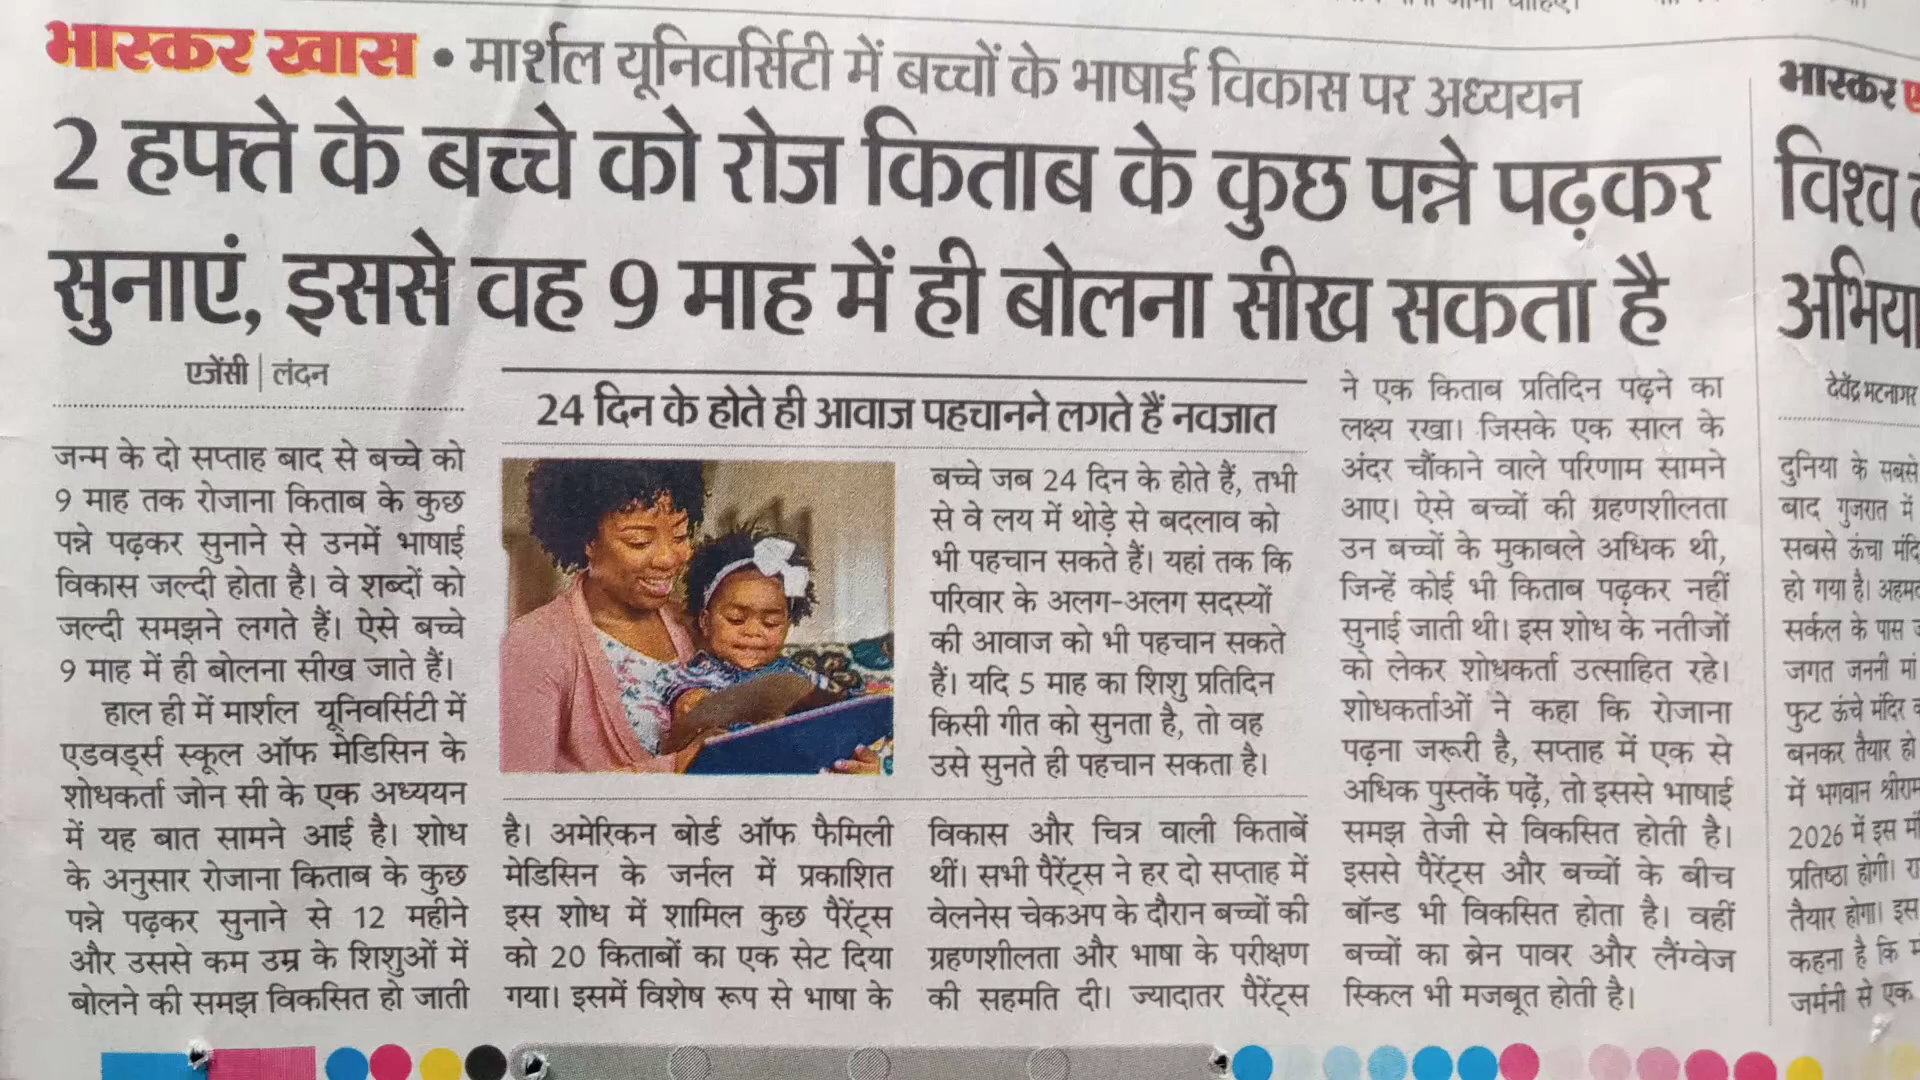 भास्कर खास • मार्शल यूनिवर्सिटी में बच्चों के भाषाई विकास पर अध्ययन
2 हफ्ते के बच्चे को रोज किताब के कुछ पन्ने पढ़कर
सुनाएं, इससे वह 9 माह में ही बोलना सीख सकता है
एजेंसी | लंदन
जन्म के दो सप्ताह बाद से बच्चे को
9 माह तक रोजाना किताब के कुछ
पन्ने पढ़कर सुनाने से उनमें भाषाई
विकास जल्दी होता है। वे शब्दों को
जल्दी समझने लगते हैं। ऐसे बच्चे
9 माह में ही बोलना सीख जाते हैं।
हाल ही में मार्शल यूनिवर्सिटी में
एडवर्ड्स स्कूल ऑफ मेडिसिन के
शोधकर्ता जोन सी के एक अध्ययन
में यह बात सामने आई है। शोध
के अनुसार रोजाना किताब के कुछ
पन्ने पढ़कर सुनाने से 12 महीने
और उससे कम उम्र के शिशुओं में
बोलने की समझ विकसित हो जाती
24 दिन के होते ही आवाज पहचानने लगते हैं नवजात
बच्चे जब 24 दिन के होते हैं, तभी
से वे लय में थोड़े से बदलाव को
भी पहचान सकते हैं। यहां तक कि
परिवार के अलग-अलग सदस्यों
की आवाज को भी पहचान सकते
हैं। यदि 5 माह का शिशु प्रतिदिन
किसी गीत को सुनता है, तो वह
उसे सुनते ही पहचान सकता है।
है। अमेरिकन बोर्ड ऑफ फैमिली
मेडिसिन के जर्नल में प्रकाशित
इस शोध में शामिल कुछ पैरेंट्स
को 20 किताबों का एक सेट दिया
गया। इसमें विशेष रूप से भाषा के
विकास और चित्र वाली किताबें
थीं। सभी पैरेंट्स ने हर दो सप्ताह में
वेलनेस चेकअप के दौरान बच्चों की
ग्रहणशीलता और भाषा के परीक्षण
की सहमति दी। ज्यादातर पैरेंट्स
ने एक किताब प्रतिदिन पढ़ने का
लक्ष्य रखा। जिसके एक साल के
अंदर चौंकाने वाले परिणाम सामने
आए। ऐसे बच्चों की ग्रहणशीलता
उन बच्चों के मुकाबले अधिक थी,
जिन्हें कोई भी किताब पढ़कर नहीं
सुनाई जाती थी। इस शोध के नतीजों
को लेकर शोधकर्ता उत्साहित रहे।
शोधकर्ताओं ने कहा कि रोजाना
पढ़ना जरूरी है, सप्ताह में एक से
अधिक पुस्तकें पढ़ें, तो इससे भाषाई
समझ तेजी से विकसित होती है।
इससे पैरेंट्स और बच्चों के बीच
बॉन्ड भी विकसित होता है। वहीं
बच्चों का ब्रेन पावर और लैंग्वेज
स्किल भी मजबूत होती है।
भास्कर
विश्व
देवेंद्र भटनागर
दुनिया के सबसे
बाद गुजरात में
सबसे ऊंचा
हो गया है।
सर्कल के पास
जगत जननी मां
फुट ऊंचे मंदिर
बनकर तैयार हो
में भगवान
2026 में इस
प्रतिष्ठा होगी।
तैयार होगा। इस
कहना है कि
जर्मनी से एक